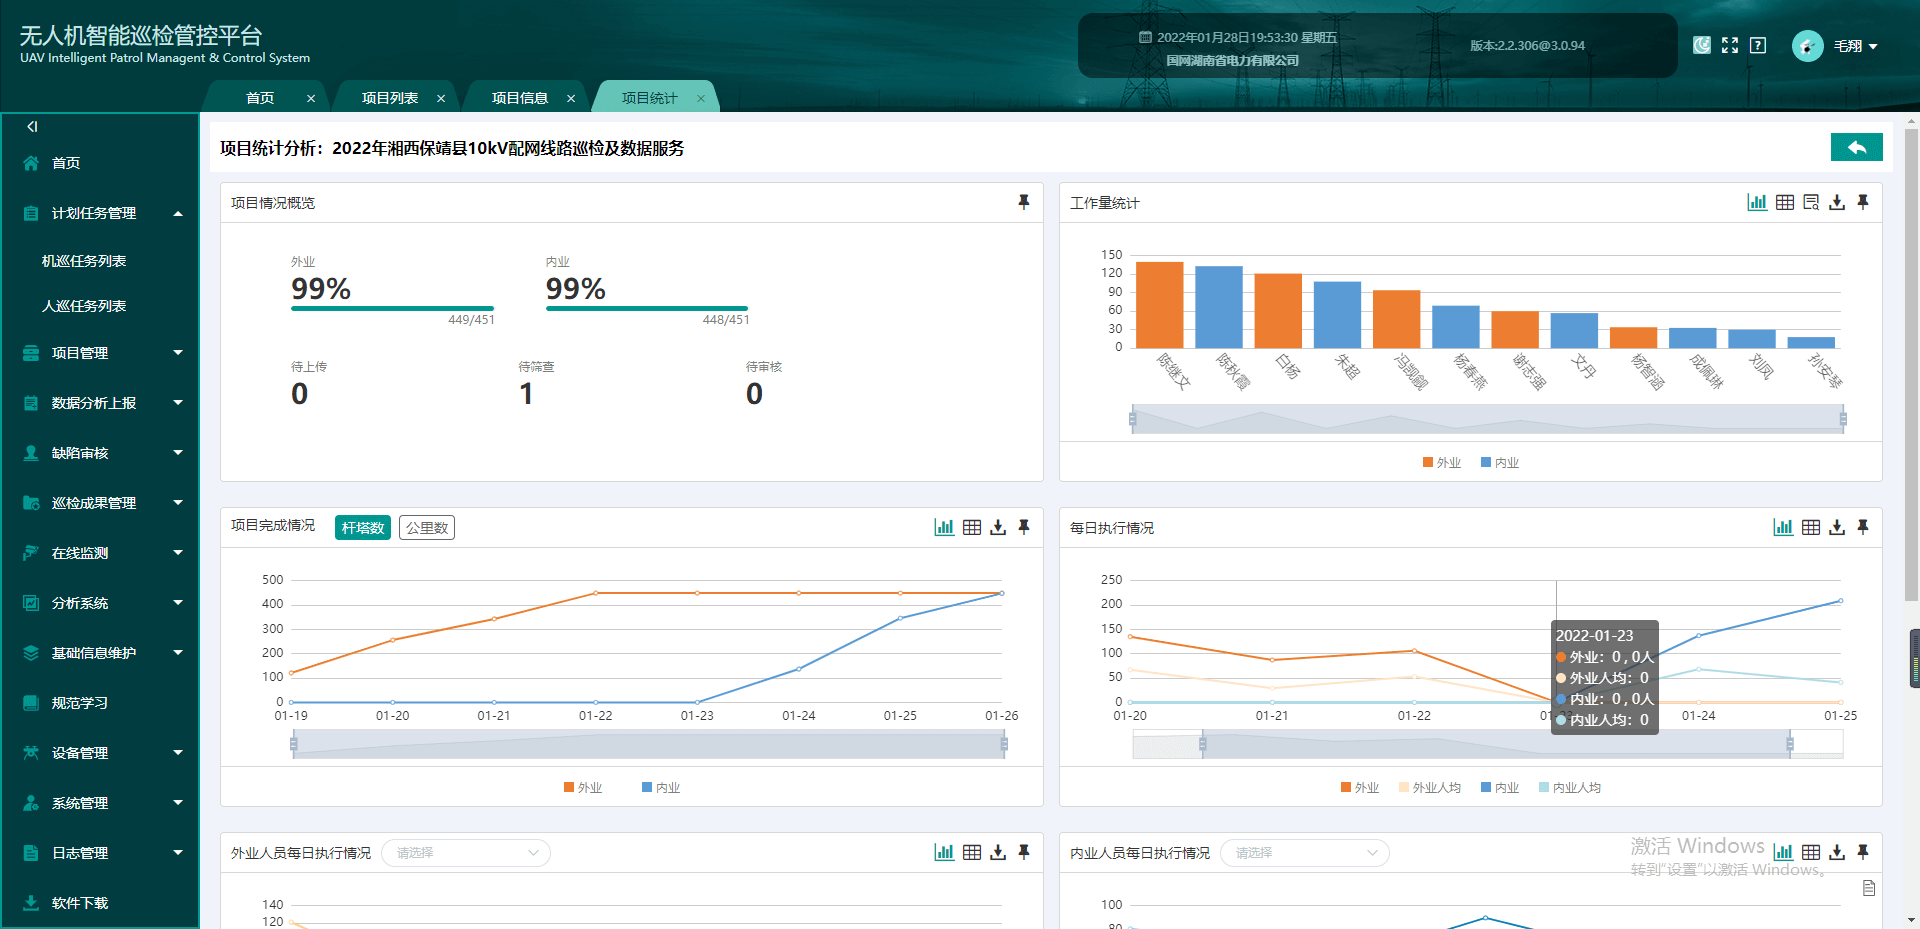 无人机智能巡检管控平台
UAV Intelligent Patrol Managent & Control System
2022年01月28日19:53:30 星期五
国网湖南省电力有限公司
版本:2.2.306@3.0.94
毛翔
首页
项目列表
项目信息
项目统计
首页
计划任务管理
机巡任务列表
人巡任务列表
项目管理
数据分析上报
缺陷审核
巡检成果管理
在线监测
分析系统
基础信息维护
规范学习
设备管理
系统管理
日志管理
软件下载
项目统计分析：2022年湘西保靖县10kV配网线路巡检及数据服务
项目情况概览
外业
99%
449/451
内业
99%
448/451
待上传
0
待筛查
1
待审核
0
工作量统计
150
120
90
60
30
0
陈继文
陈秋霞
白杨
朱超
冯觊觎
杨春燕
谢志强
文丹
杨智涵
成佩琳
刘凤
孙安琴
外业
内业
项目完成情况
杆塔数
公里数
500
400
300
200
100
0
01-19
01-20
01-21
01-22
01-23
01-24
01-25
01-26
外业
内业
每日执行情况
250
200
150
100
50
0
01-20
01-21
01-22
01-24
01-25
2022-01-23
外业：0 , 0人
外业人均：0
内业：0 , 0人
内业人均：0
外业
外业人均
内业
内业人均
外业人员每日执行情况
请选择
140
120
内业人员每日执行情况
请选择
100
80
激活 Windows
转到"设置"以激活 Windows。